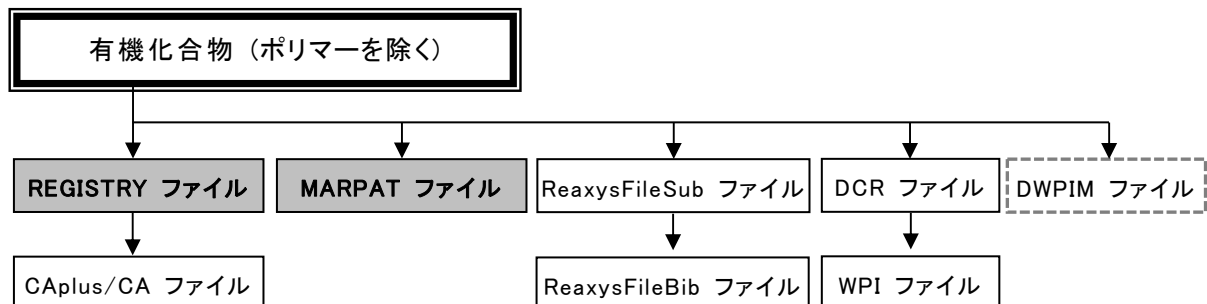 有機化合物 (ポリマーを除く)
REGISTRY ファイル
MARPAT ファイル
ReaxysFileSub ファイル
DCR ファイル
DWPIM ファイル
CAplus/CA ファイル
ReaxysFileBib ファイル
WPI ファイル